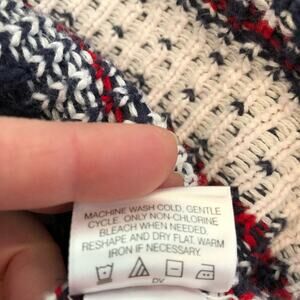 MACHINE WASH COLD, GENTLE
CYCLE. ONLY NON-CHLORINE
BLEACH WHEN NEEDED.
RESHAPE AND DRY FLAT. WARM
IRON IF NECESSARY.
DV